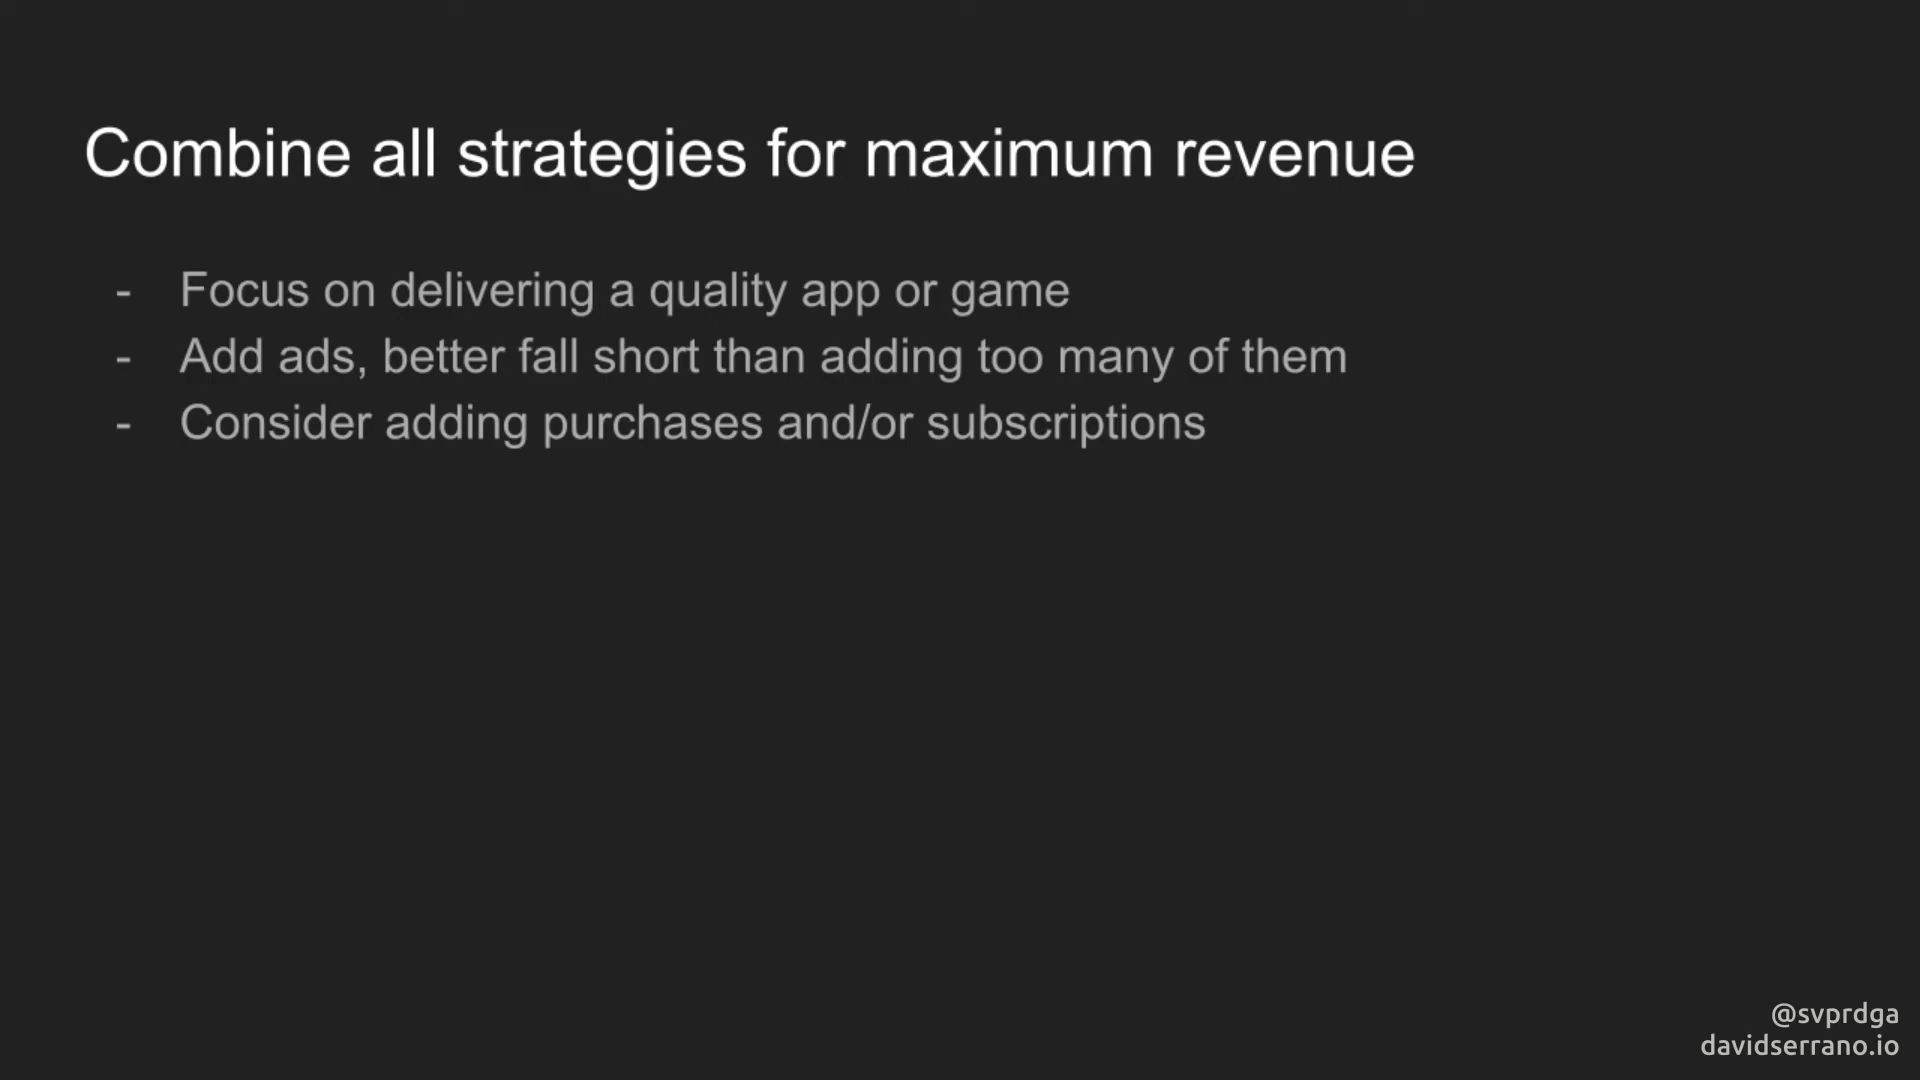 Combine all strategies for maximum revenue
- Focus on delivering a quality app or game
- Add ads, better fall short than adding too many of them
- Consider adding purchases and/or subscriptions
@svprdga
davidserrano.io